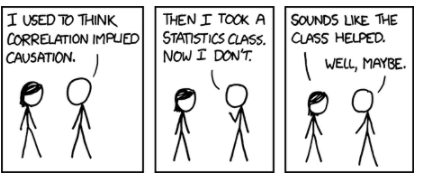 I USED TO THINK
CORRELATION IMPLIED
CAUSATION.
THEN I TOOK A
STATISTICS CLASS.
NOW I DON'T.
SOUNDS LIKE THE
CLASS HELPED.
WELL, MAYBE.